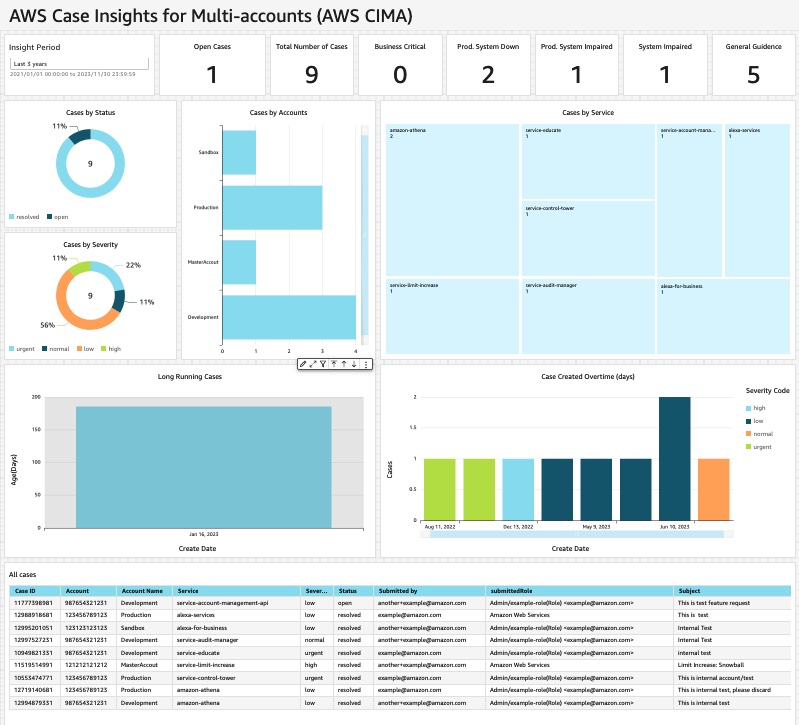 AWS Case Insights for Multi-accounts (AWS CIMA)
Insight Period
Last 3 years
2021/01/01 00:00:00 to 2023/11/30 23:59:59
Open Cases
1
Total Number of Cases
9
Business Critical
0
Prod. System Down
2
Prod. System Impaired
1
System Impaired
1
General Guidence
5
Cases by Status
11%
9
resolved open
Cases by Severity
11%
22%
9
11%
56%
urgent normal low high
Cases by Accounts
Sandbox
Production
MasterAccout
Development
0 1 2 3 4
Cases by Service
amazon-athena
2
service-educate
1
service-account-mana...
1
alexa-services
1
service-control-tower
1
service-limit-increase
1
service-audit-manager
1
alexa-for-business
1
Long Running Cases
200
150
100
50
0
Age(Days)
Jan 16, 2023
Create Date
Case Created Overtime (days)
2
1.5
1
0.5
0
Cases
Aug 11, 2022 Dec 13, 2022 May 9, 2023 Jun 10, 2023
Create Date
Severity Code
high
low
normal
urgent
All cases
Case ID Account Account Name Service Sever... Status Submitted by submittedRole Subject
11777398981 987654321231 Development service-account-management-api low open another+example@amazon.com Admin/example-role(Role) <example@amazon.com> This is test feature request
12988918681 123456789123 Production alexa-services low resolved example@amazon.com Amazon Web Services This is test
12995201051 123123123123 Sandbox alexa-for-business low resolved another+example@amazon.com Admin/example-role(Role) <example@amazon.com> Internal Test
12997527231 987654321231 Development service-audit-manager normal resolved another+example@amazon.com Admin/example-role(Role) <example@amazon.com> Internal Test
10949821331 987654321231 Development service-educate urgent resolved another+example@amazon.com Admin/example-role(Role) <example@amazon.com> internal test
11519514991 121212121212 MasterAccout service-limit-increase high resolved another+example@amazon.com Amazon Web Services Limit Increase: Snowball
10553474771 123456789123 Production service-control-tower urgent resolved example@amazon.com Admin/example-role(Role) <example@amazon.com> This is internal account/test
12719140681 123456789123 Production amazon-athena low resolved example@amazon.com Admin/example-role(Role) <example@amazon.com> This is internal test, please discard
12994879331 987654321231 Development amazon-athena low resolved another+example@amazon.com Admin/example-role(Role) <example@amazon.com> This is internal test